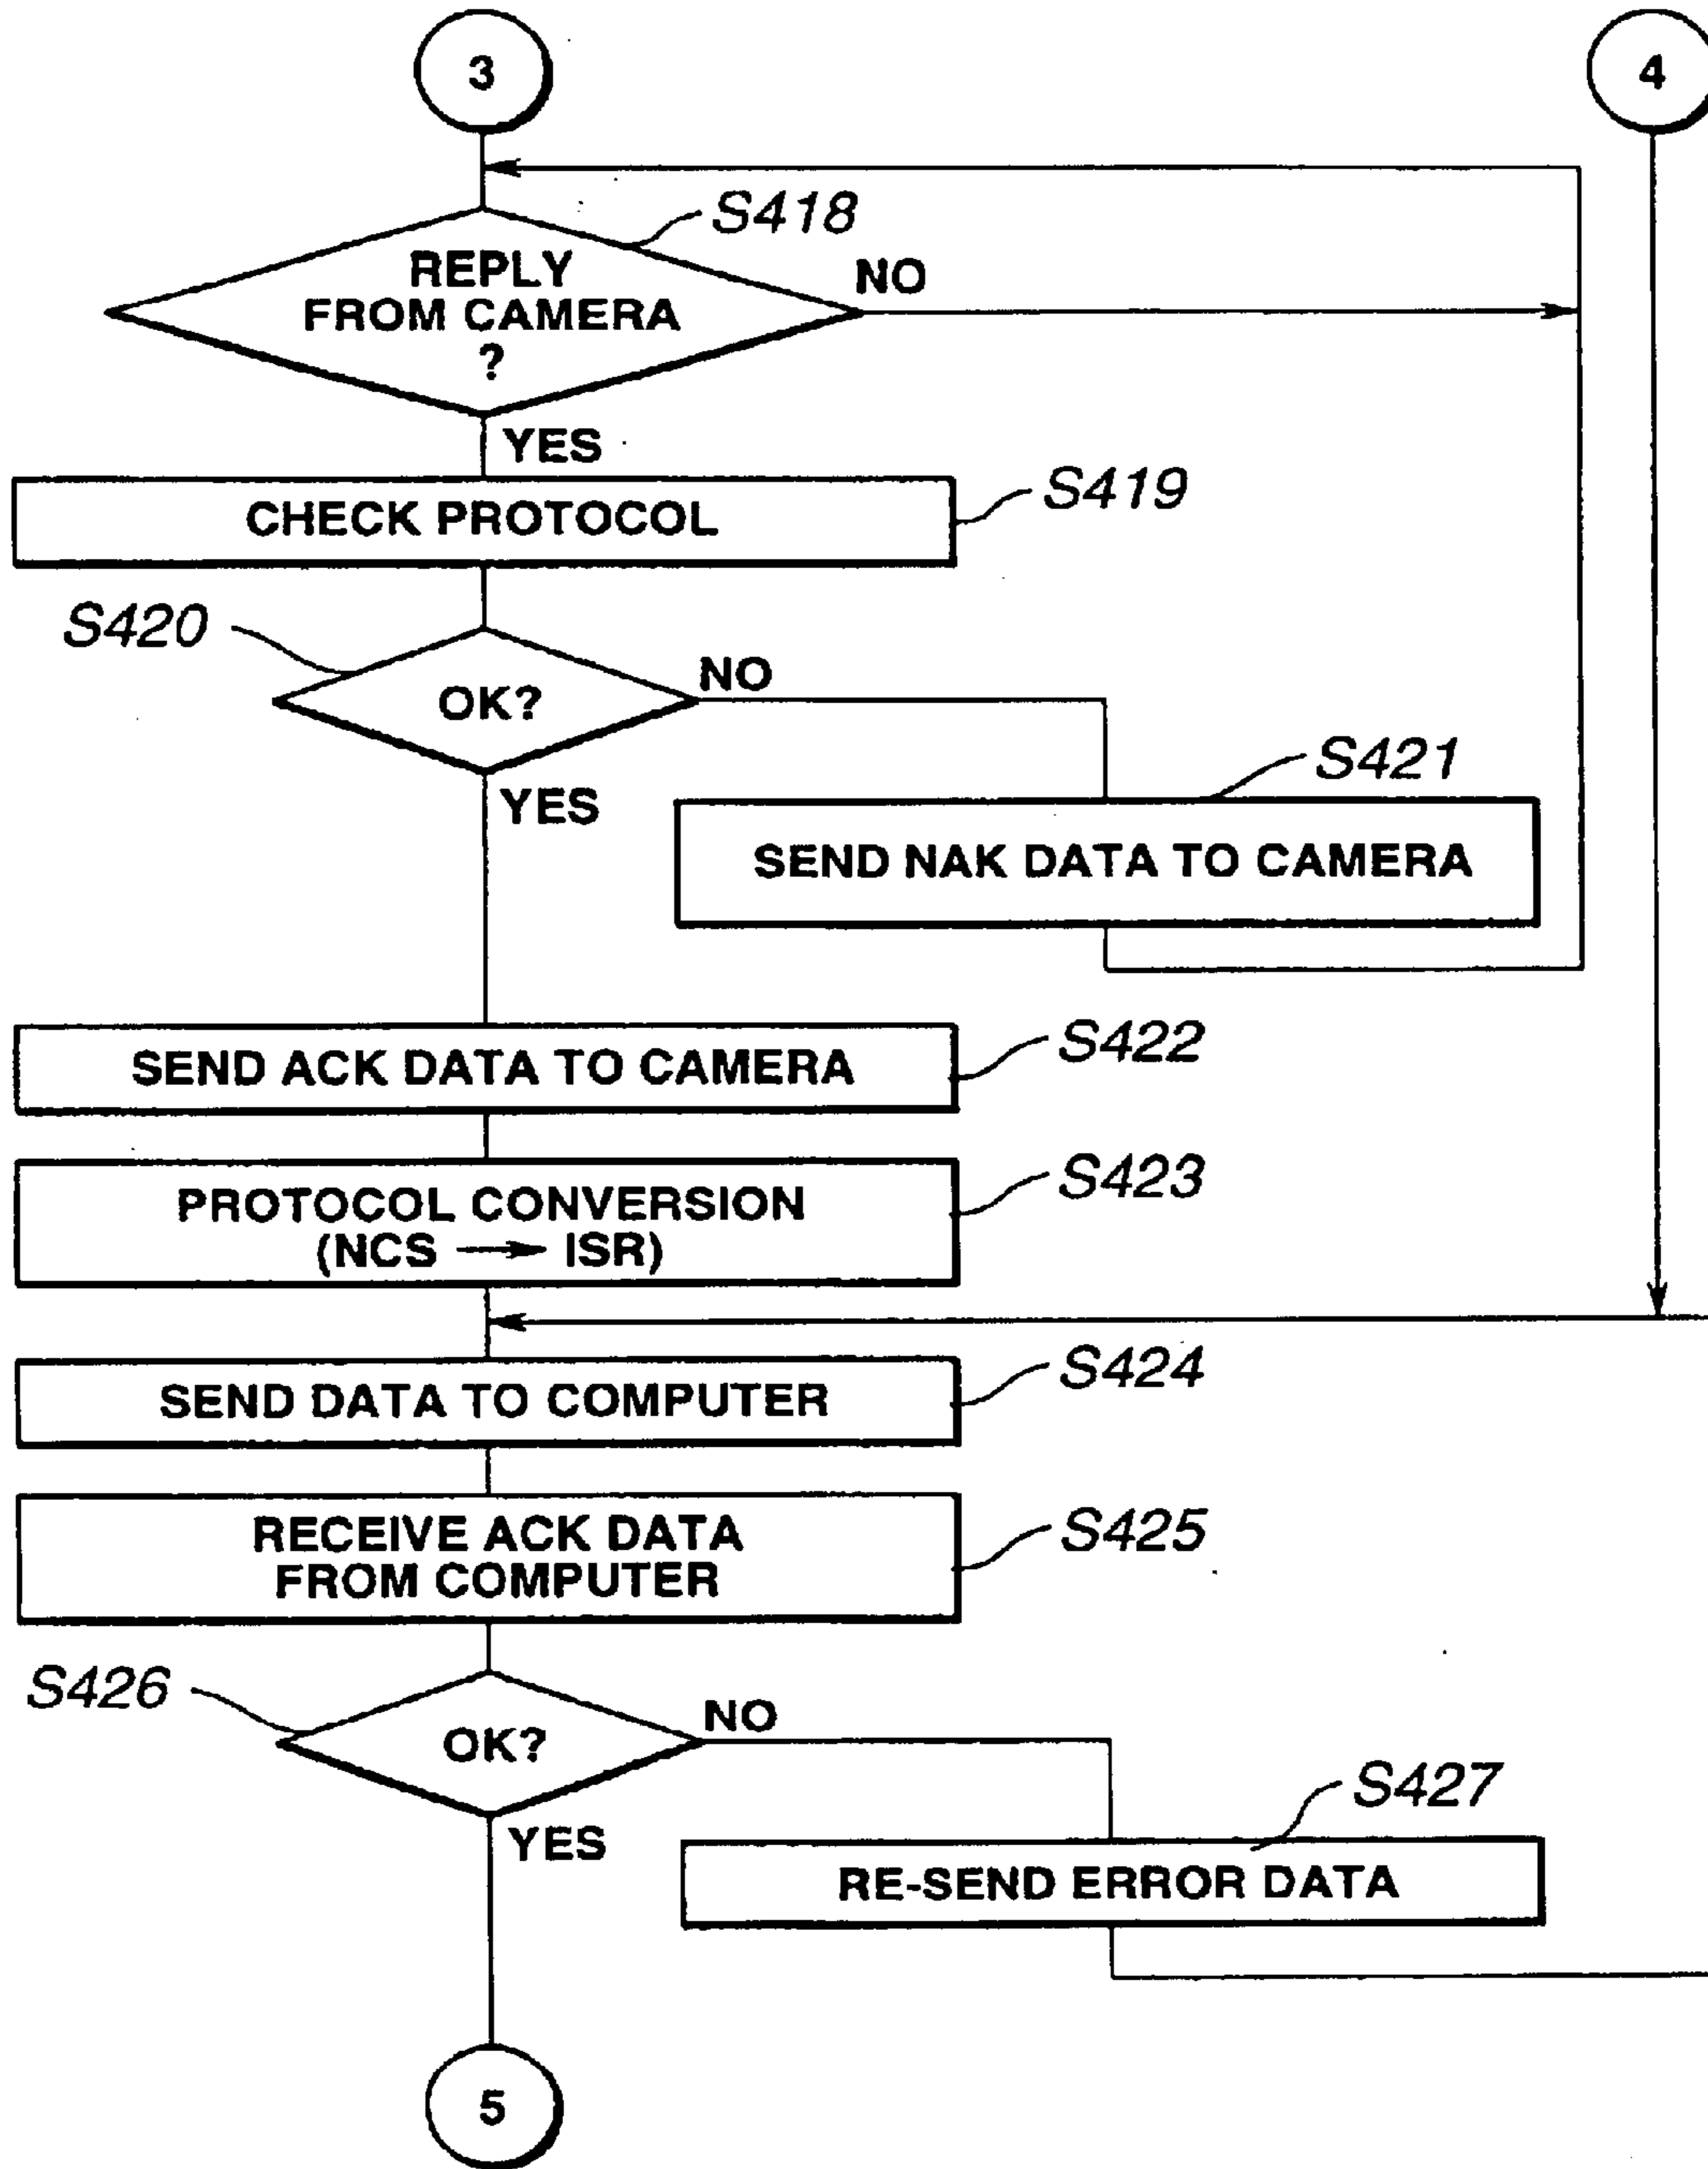 3
4
S418
REPLY
FROM CAMERA
?
NO
YES
S419
CHECK PROTOCOL
S420
OK?
NO
YES
S421
SEND NAK DATA TO CAMERA
S422
SEND ACK DATA TO CAMERA
S423
PROTOCOL CONVERSION
(NCS → ISR)
S424
SEND DATA TO COMPUTER
S425
RECEIVE ACK DATA
FROM COMPUTER
S426
OK?
NO
YES
S427
RE-SEND ERROR DATA
5